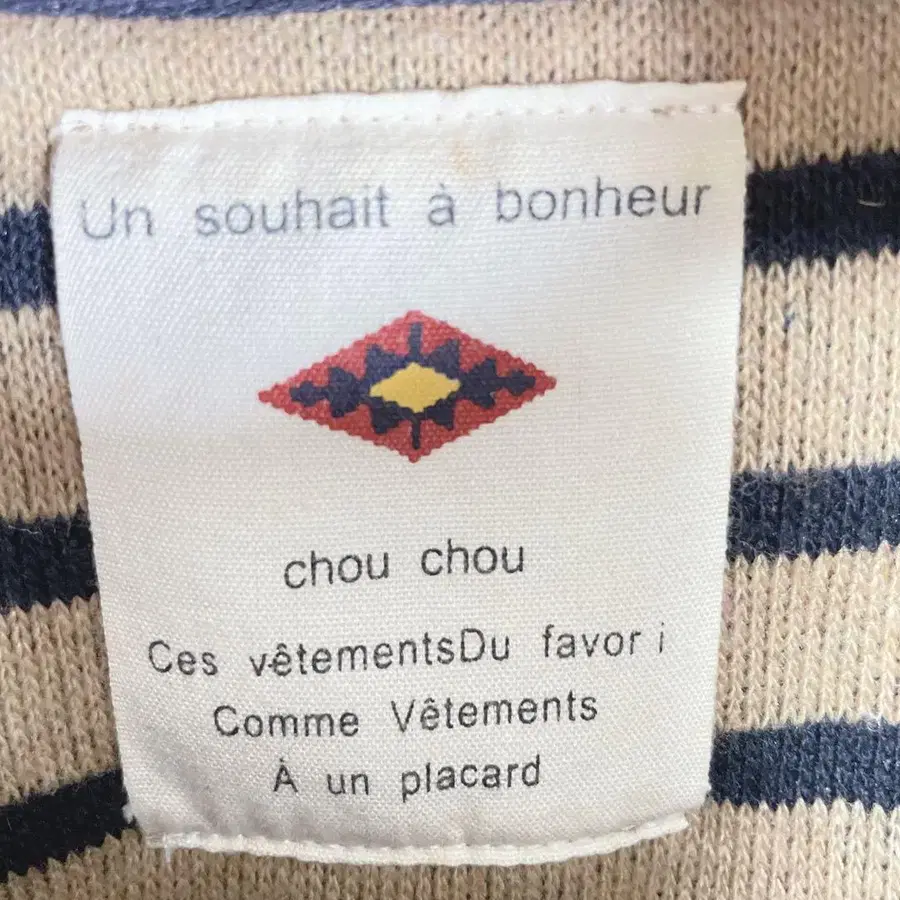 Un souhait à bonheur
chou chou
Ces vêtementsDu favor i
Comme Vêtements
À un placard